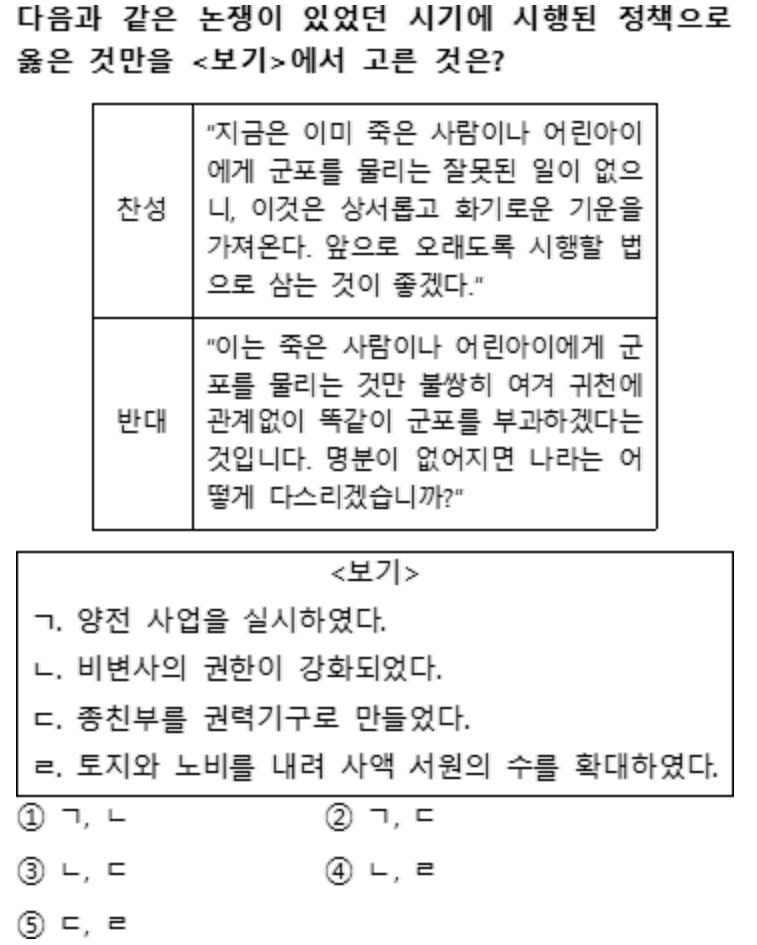 다음과 같은 논쟁이 있었던 시기에 시행된 정책으로
옳은 것만을 <보기>에서 고른 것은?
찬성
"지금은 이미 죽은 사람이나 어린아이
에게 군포를 물리는 잘못된 일이 없으
니, 이것은 상서롭고 화기로운 기운을
가져온다. 앞으로 오래도록 시행할 법
으로 삼는 것이 좋겠다."
반대
"이는 죽은 사람이나 어린아이에게 군
포를 물리는 것만 불쌍히 여겨 귀천에
관계없이 똑같이 군포를 부과하겠다는
것입니다. 명분이 없어지면 나라는 어
떻게 다스리겠습니까?"
<보기>
ㄱ. 양전 사업을 실시하였다.
ㄴ. 비변사의 권한이 강화되었다.
ㄷ. 종친부를 권력기구로 만들었다.
ㄹ. 토지와 노비를 내려 사액 서원의 수를 확대하였다.
① ㄱ, ㄴ ② ㄱ, ㄷ
③ ㄴ, ㄷ ④ ㄴ, ㄹ
⑤ ㄷ, ㄹ